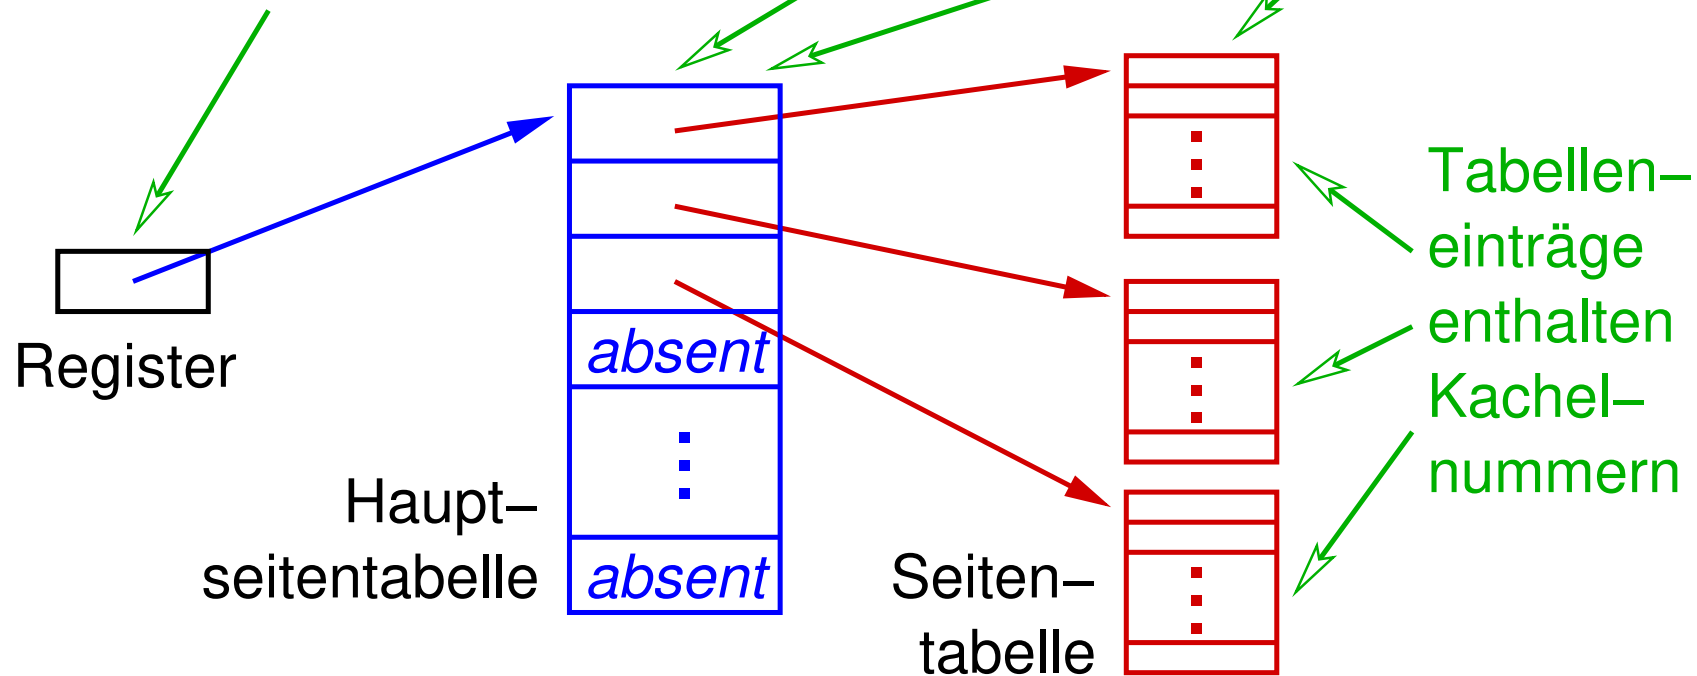 Register
Haupt–
seitentabelle
absent
absent
Seiten–
tabelle
Tabellen–
einträge
enthalten
Kachel–
nummern